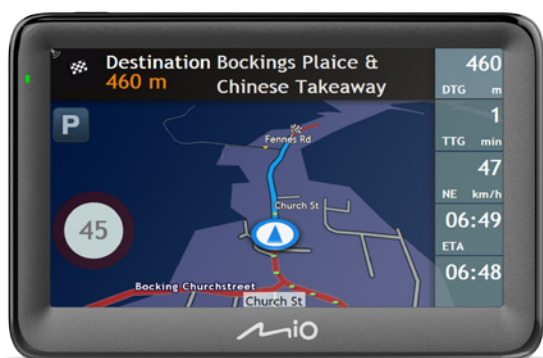 Destination Bockings Plaice &
460 m Chinese Takeaway
460
DTG m
P
1
TTG min
Fennes Rd
47
NE km/h
Church St
45
06:49
ETA
06:48
Bocking Churchstreet
Church St
Mio